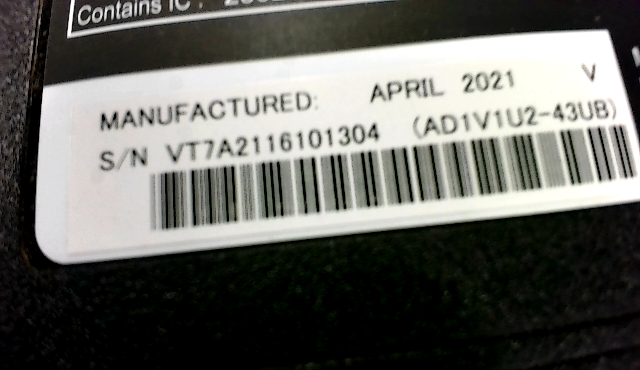 Contains IC :
MANUFACTURED: APRIL 2021 V
S/N VT7A2116101304 (AD1V1U2-43UB)